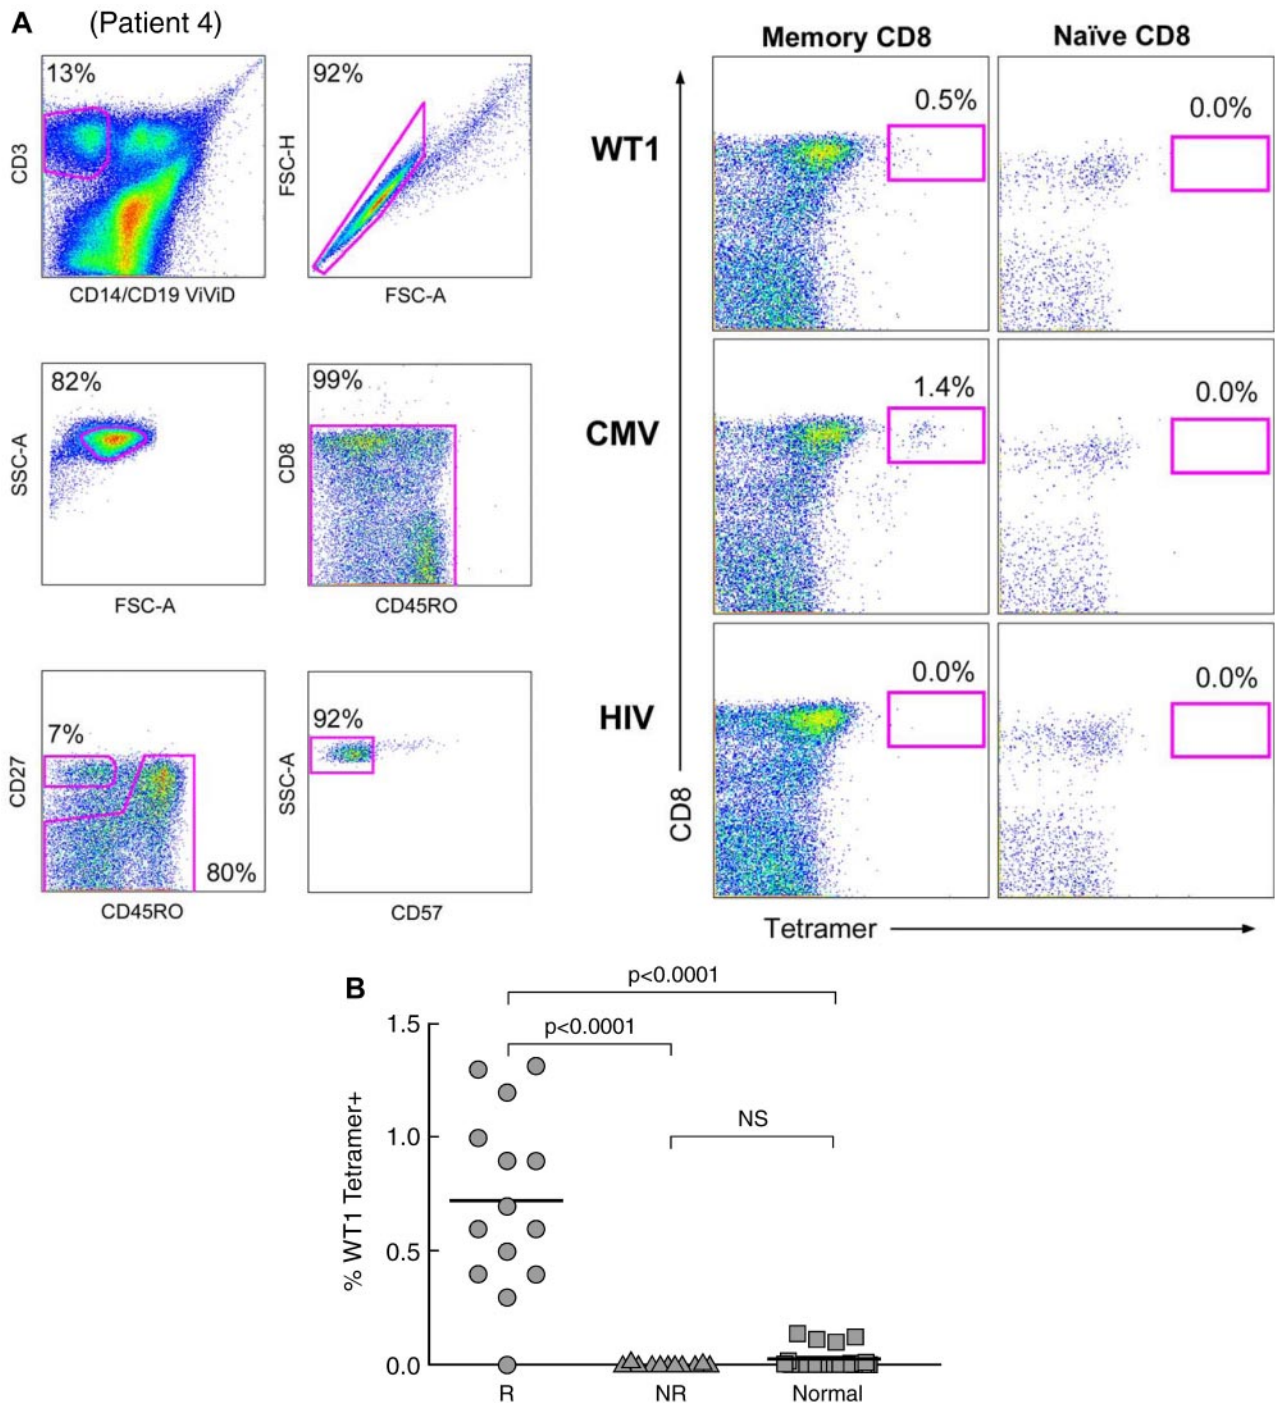 A (Patient 4)
13%
CD3
CD14/CD19 ViViD
92%
FSC-H
FSC-A
82%
SSC-A
FSC-A
99%
CD8
CD45RO
7%
80%
CD27
CD45RO
92%
SSC-A
CD57
Memory CD8 Naïve CD8
WT1
0.5% 0.0%
CMV
1.4% 0.0%
HIV
0.0% 0.0%
CD8
Tetramer
B
p<0.0001
p<0.0001
NS
% WT1 Tetramer+
1.5
1.0
0.5
0.0
R NR Normal